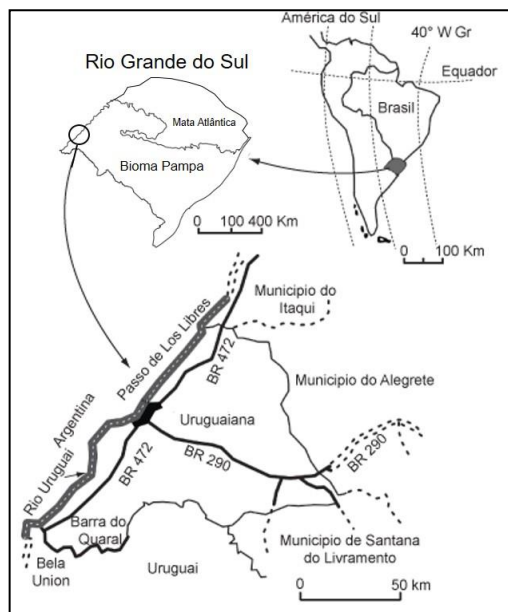 América do Sul
40° W Gr
Equador
Brasil
0 100 Km
Rio Grande do Sul
Mata Atlântica
Bioma Pampa
0 100 400 Km
Municipio do
Itaqui
Passo de Los Libres
BR 472
Municipio do Alegrete
Argentina
Uruguaiana
Rio Uruguai
BR 472
BR 290
BR 290
Barra do
Quaral
Municipio de Santana
do Livramento
Bela
Union
Uruguai
0 50 km